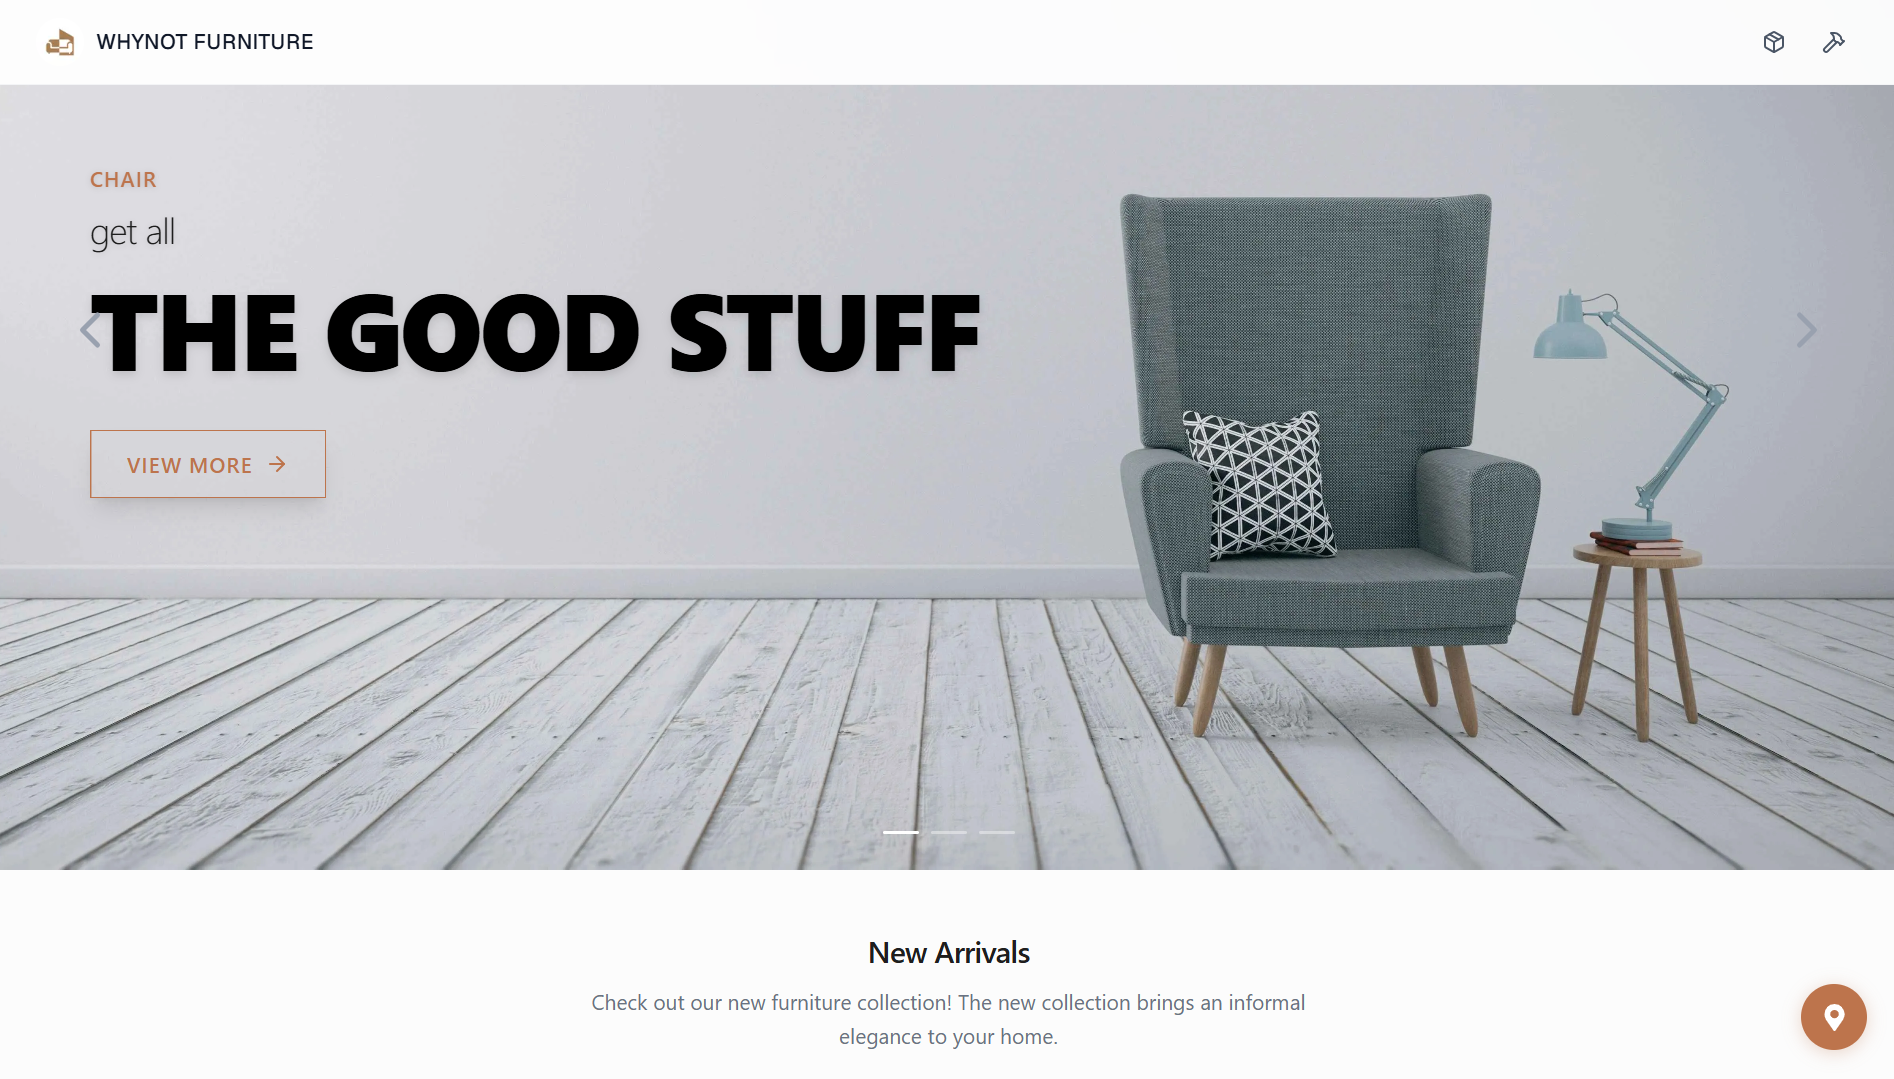 WHYNOT FURNITURE
CHAIR
get all
THE GOOD STUFF
VIEW MORE
New Arrivals
Check out our new furniture collection! The new collection brings an informal
elegance to your home.